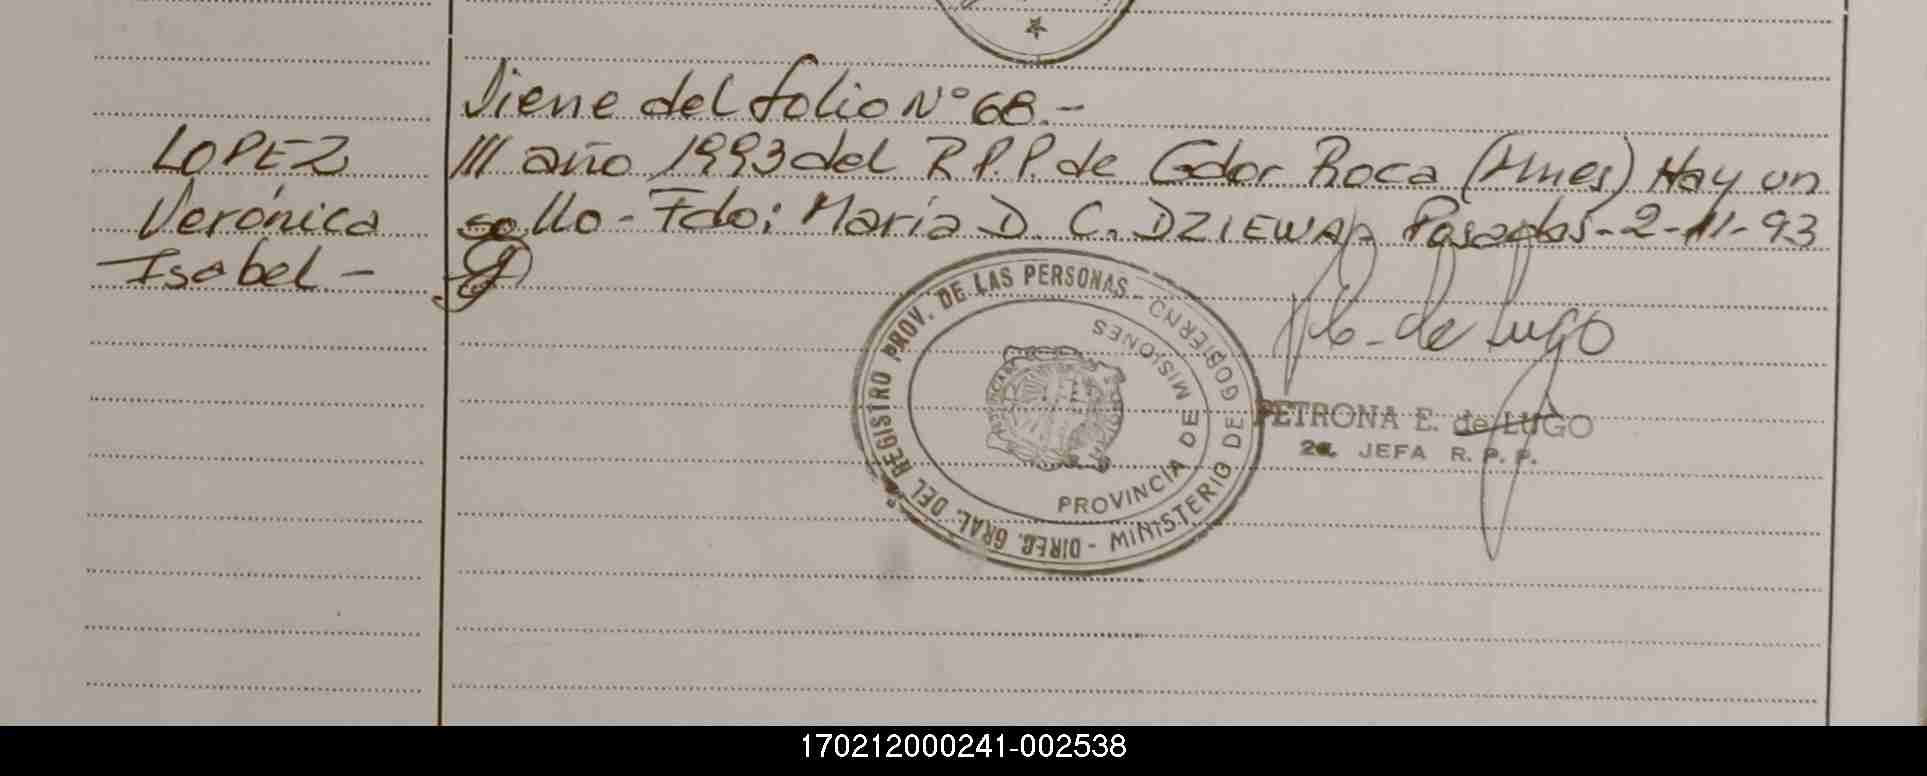 Viene del folio N° 68.-
LOPEZ
Verónica
Isabel -
III año 1993 del R.P.P. de Gdor Roca (Mnes) Hay un
sello - Fdo: María D. C. DZIEWA Posadas - 2-11-93
DIREC. GRAL. DEL REGISTRO PROV. DE LAS PERSONAS - MINISTERIO DE GOBIERNO
PROVINCIA DE MISIONES
de Lugo
PETRONA E. de LUGO
2a. JEFA R. P. P.
170212000241-002538